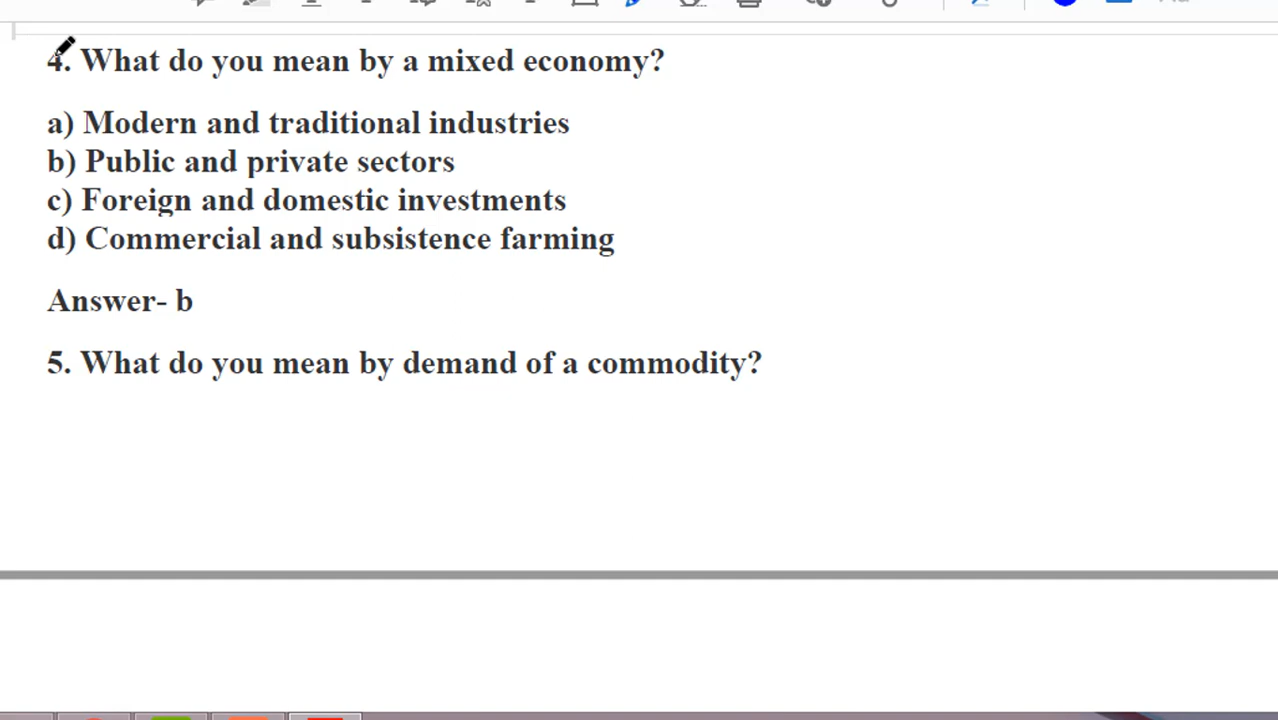 4. What do you mean by a mixed economy?
a) Modern and traditional industries
b) Public and private sectors
c) Foreign and domestic investments
d) Commercial and subsistence farming
Answer- b
5. What do you mean by demand of a commodity?